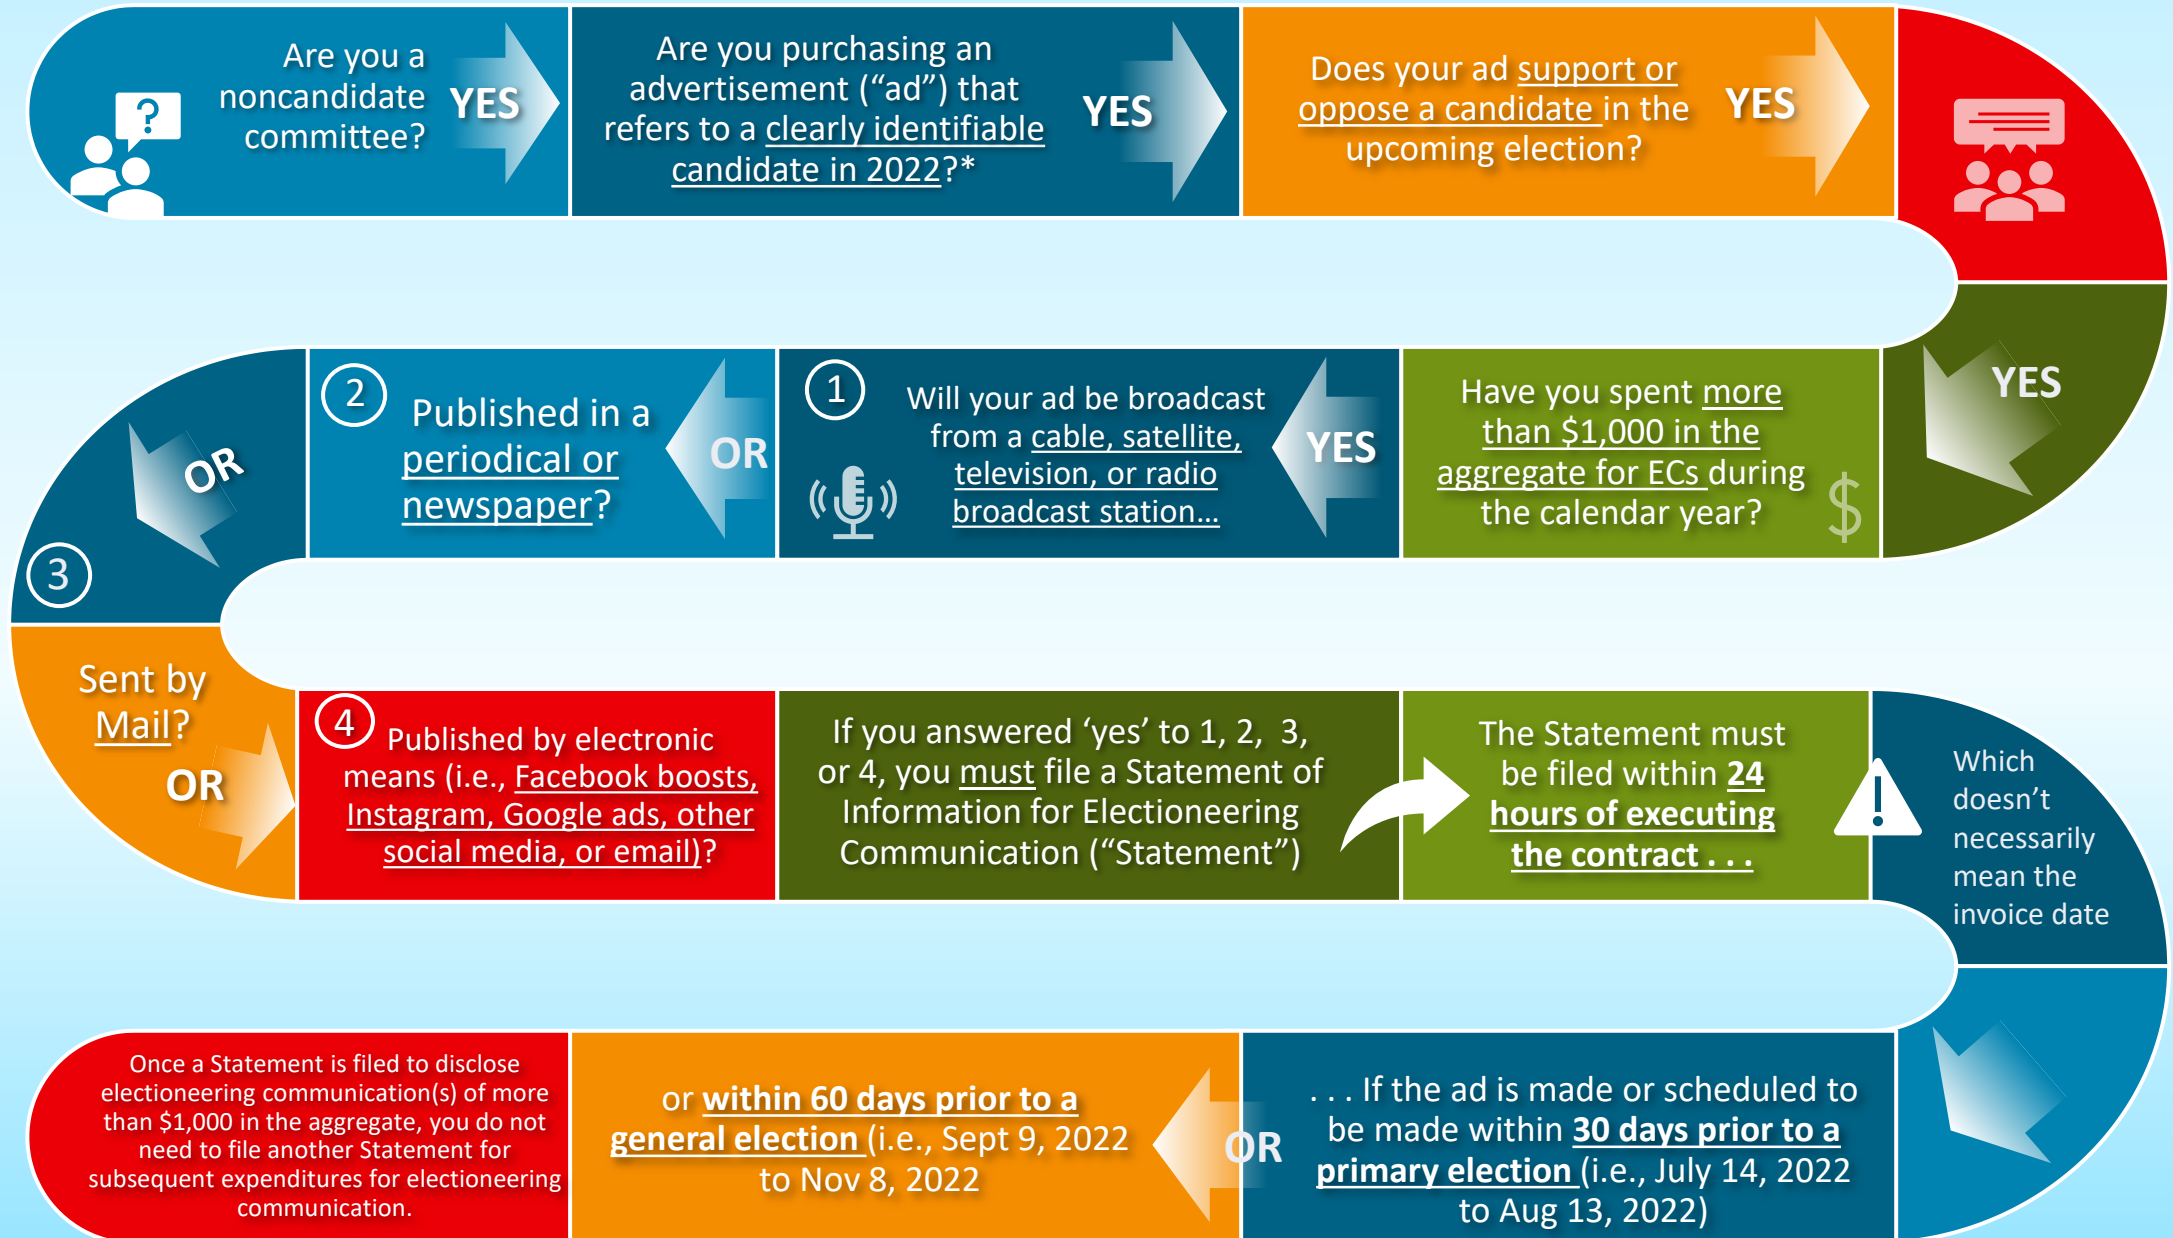 Are you a
noncandidate
committee?
YES
Are you purchasing an
advertisement (“ad”) that
refers to a clearly identifiable
candidate in 2022?*
YES
Does your ad support or
oppose a candidate in the
upcoming election?
YES
YES
Have you spent more
than $1,000 in the
aggregate for ECs during
the calendar year?
$
YES
1
Will your ad be broadcast
from a cable, satellite,
television, or radio
broadcast station…
OR
2
Published in a
periodical or
newspaper?
OR
3
Sent by
Mail?
OR
4
Published by electronic
means (i.e., Facebook boosts,
Instagram, Google ads, other
social media, or email)?
If you answered ‘yes’ to 1, 2, 3,
or 4, you must file a Statement of
Information for Electioneering
Communication (“Statement”)
The Statement must
be filed within 24
hours of executing
the contract . . .
Which
doesn’t
necessarily
mean the
invoice date
. . . If the ad is made or scheduled to
be made within 30 days prior to a
primary election (i.e., July 14, 2022
to Aug 13, 2022)
OR
or within 60 days prior to a
general election (i.e., Sept 9, 2022
to Nov 8, 2022
Once a Statement is filed to disclose
electioneering communication(s) of more
than $1,000 in the aggregate, you do not
need to file another Statement for
subsequent expenditures for electioneering
communication.